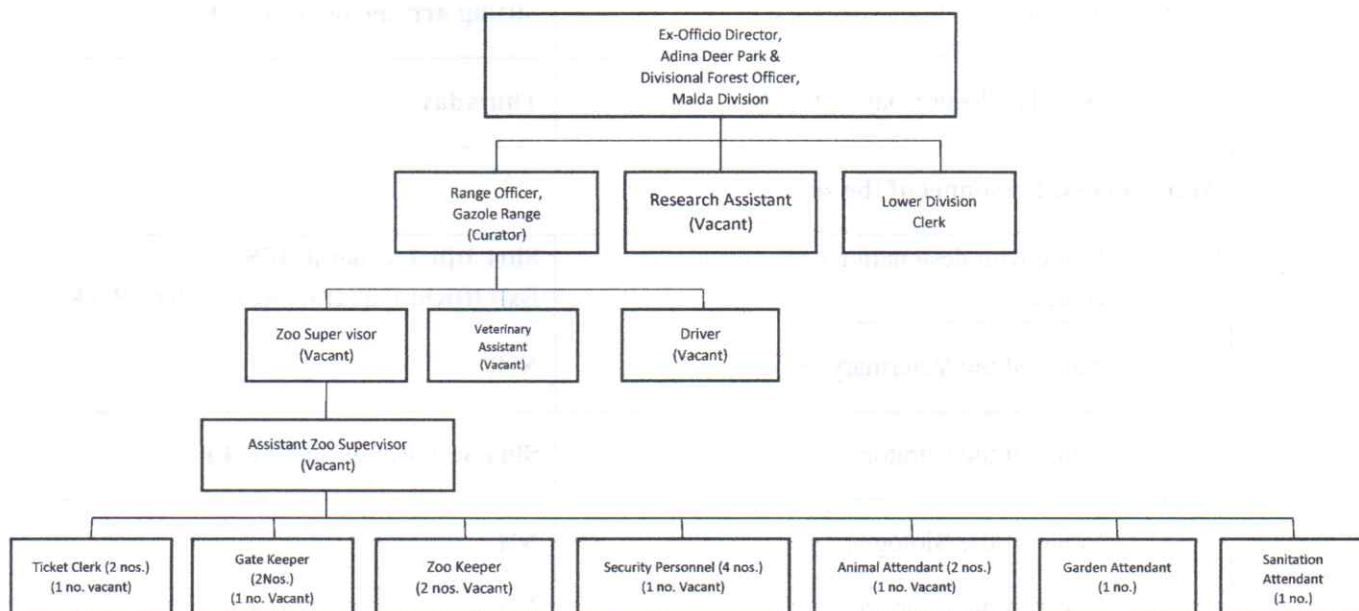 Ex-Officio Director,
Adina Deer Park &
Divisional Forest Officer,
Malda Division
Range Officer,
Gazole Range
(Curator)
Research Assistant
(Vacant)
Lower Division
Clerk
Zoo Super visor
(Vacant)
Veterinary
Assistant
(Vacant)
Driver
(Vacant)
Assistant Zoo Supervisor
(Vacant)
Ticket Clerk (2 nos.)
(1 no. vacant)
Gate Keeper
(2Nos.)
(1 no. Vacant)
Zoo Keeper
(2 nos. Vacant)
Security Personnel (4 nos.)
(1 no. Vacant)
Animal Attendant (2 nos.)
(1 no. Vacant)
Garden Attendant
(1 no.)
Sanitation
Attendant
(1 no.)